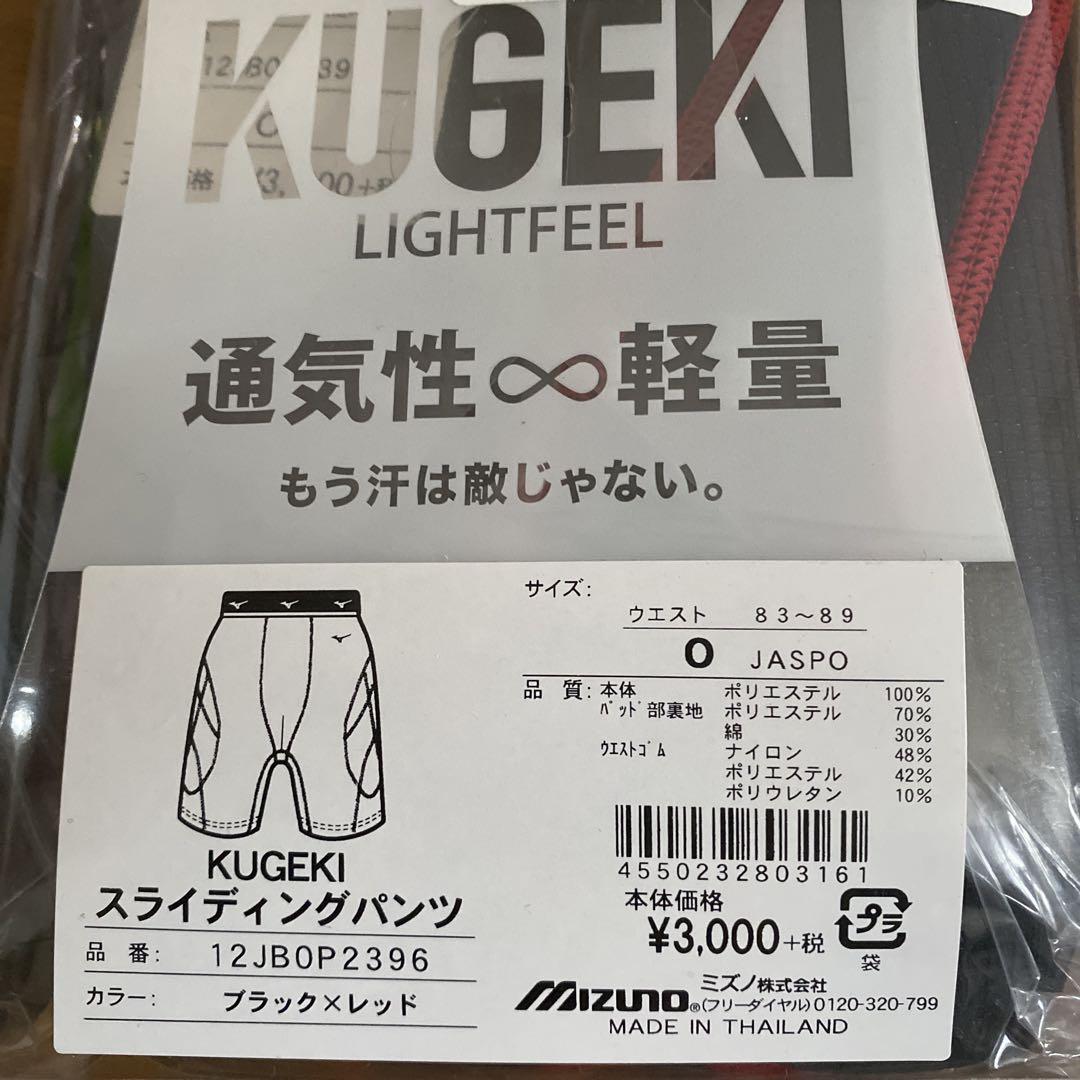 KUGEKI
LIGHTFEEL
通気性∞軽量
もう汗は敵じゃない。
サイズ:
ウエスト 83～89
O JASPO
品 質: 本体 ポリエステル 100%
ﾊﾟｯﾄﾞ部裏地 ポリエステル 70%
綿 30%
ｳｴｽﾄｺﾞﾑ ナイロン 48%
ポリエステル 42%
ポリウレタン 10%
4550232803161
本体価格
¥3,000+税
プラ
袋
KUGEKI
スライディングパンツ
品 番: 12JB0P2396
カラー: ブラック×レッド
ミズノ株式会社
MIZUNO® (フリーダイヤル)0120-320-799
MADE IN THAILAND